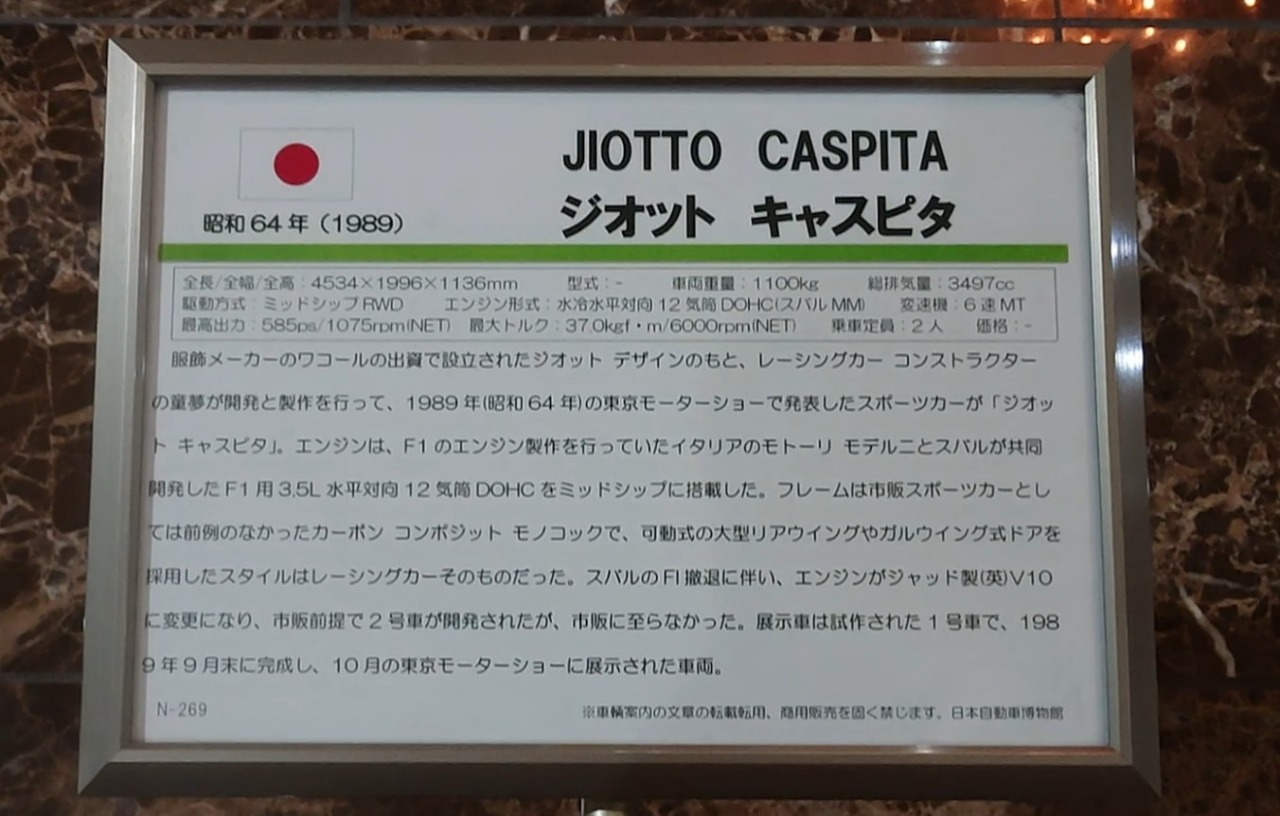 JIOTTO CASPITA
ジオット キャスピタ
昭和64年（1989）
全長/全幅/全高：4534×1996×1136mm 型式：- 車両重量：1100kg 総排気量：3497cc
駆動方式：ミッドシップRWD エンジン形式：水冷水平対向12気筒DOHC(スバルMM) 変速機：6速MT
最高出力：585ps/1075rpm(NET) 最大トルク：37.0kgf・m/6000rpm(NET) 乗車定員：2人 価格：-
服飾メーカーのワコールの出資で設立されたジオット デザインのもと、レーシングカー コンストラクター
の童夢が開発と製作を行って、1989年(昭和64年)の東京モーターショーで発表したスポーツカーが「ジオッ
ト キャスピタ」。エンジンは、F1のエンジン製作を行っていたイタリアのモトーリ モデルニとスバルが共同
開発したF1用3.5L水平対向12気筒DOHCをミッドシップに搭載した。フレームは市販スポーツカーとし
ては前例のなかったカーボン コンポジット モノコックで、可動式の大型リアウイングやガルウイング式ドアを
採用したスタイルはレーシングカーそのものだった。スバルのFI撤退に伴い、エンジンがジャッド製(英)V10
に変更になり、市販前提で2号車が開発されたが、市販に至らなかった。展示車は試作された1号車で、198
9年9月末に完成し、10月の東京モーターショーに展示された車両。
N-269 ※車輌案内の文章の転載転用、商用販売を固く禁じます。日本自動車博物館